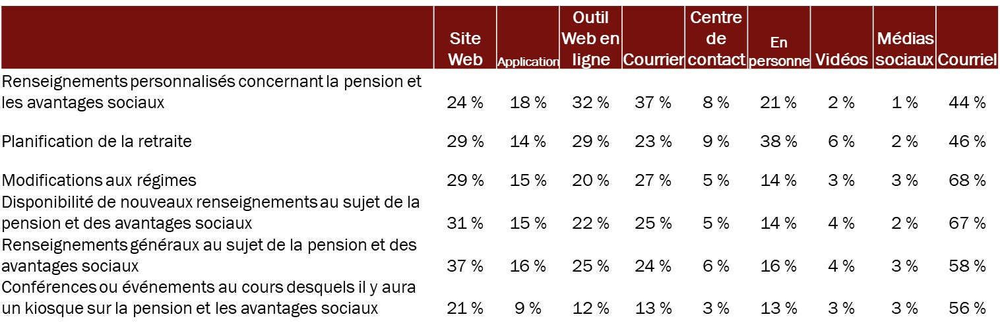 Site Web Application Outil Web en ligne Courrier Centre de contact En personne Vidéos Médias sociaux Courriel
Renseignements personnalisés concernant la pension et
les avantages sociaux 24 % 18 % 32 % 37 % 8 % 21 % 2 % 1 % 44 %
Planification de la retraite 29 % 14 % 29 % 23 % 9 % 38 % 6 % 2 % 46 %
Modifications aux régimes 29 % 15 % 20 % 27 % 5 % 14 % 3 % 3 % 68 %
Disponibilité de nouveaux renseignements au sujet de la
pension et des avantages sociaux 31 % 15 % 22 % 25 % 5 % 14 % 4 % 2 % 67 %
Renseignements généraux au sujet de la pension et des
avantages sociaux 37 % 16 % 25 % 24 % 6 % 16 % 4 % 3 % 58 %
Conférences ou événements au cours desquels il y aura
un kiosque sur la pension et les avantages sociaux 21 % 9 % 12 % 13 % 3 % 13 % 3 % 3 % 56 %